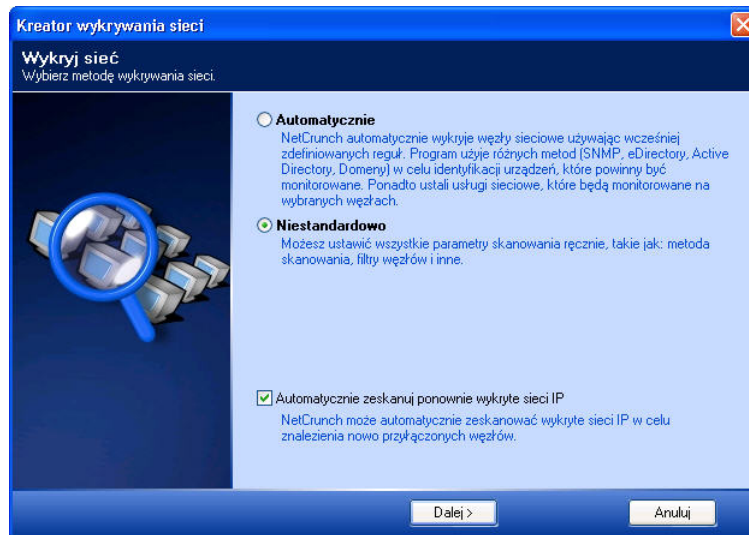 Kreator wykrywania sieci
Wykryj sieć
Wybierz metodę wykrywania sieci.
Automatycznie
NetCrunch automatycznie wykryje węzły sieciowe używając wcześniej
zdefiniowanych reguł. Program użyje różnych metod (SNMP, eDirectory, Active
Directory, Domeny) w celu identyfikacji urządzeń, które powinny być
monitorowane. Ponadto ustali usługi sieciowe, które będą monitorowane na
wybranych węzłach.
Niestandardowo
Możesz ustawić wszystkie parametry skanowania ręcznie, takie jak: metoda
skanowania, filtry węzłów i inne.
Automatycznie zeskanuj ponownie wykryte sieci IP
NetCrunch może automatycznie zeskanować wykryte sieci IP w celu
znalezienia nowo przyłączonych węzłów.
Dalej >
Anuluj